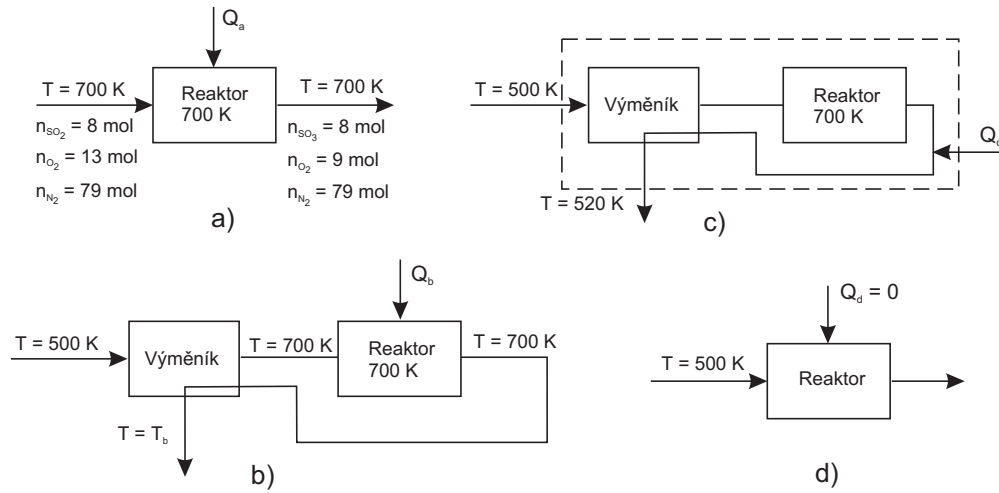 Qₐ
T = 700 K
Reaktor
700 K
T = 700 K
n_SO₂ = 8 mol
n_O₂ = 13 mol
n_N₂ = 79 mol
n_SO₃ = 8 mol
n_O₂ = 9 mol
n_N₂ = 79 mol
a)
T = 500 K
Výměník
Reaktor
700 K
T = 520 K
c)
Q_b
T = 500 K
Výměník
T = 700 K
Reaktor
700 K
T = 700 K
T = T_b
b)
Q_d = 0
T = 500 K
Reaktor
d)